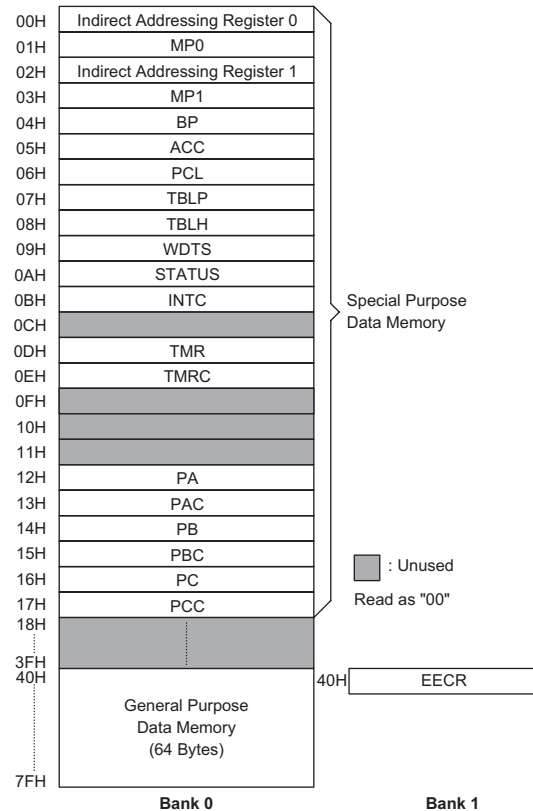 00H Indirect Addressing Register 0
01H MP0
02H Indirect Addressing Register 1
03H MP1
04H BP
05H ACC
06H PCL
07H TBLP
08H TBLH
09H WDTS
0AH STATUS
0BH INTC
0CH
0DH TMR
0EH TMRC
0FH
10H
11H
12H PA
13H PAC
14H PB
15H PBC
16H PC
17H PCC
18H
3FH
40H
General Purpose
Data Memory
(64 Bytes)
7FH
Bank 0
Special Purpose
Data Memory
: Unused
Read as "00"
40H EECR
Bank 1